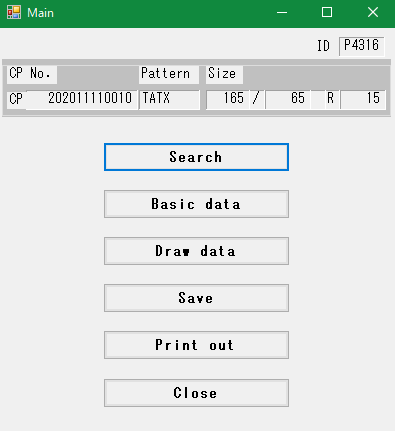 Main
ID P4316
CP No. Pattern Size
CP 202011110010 TATX 165 / 65 R 15
Search
Basic data
Draw data
Save
Print out
Close